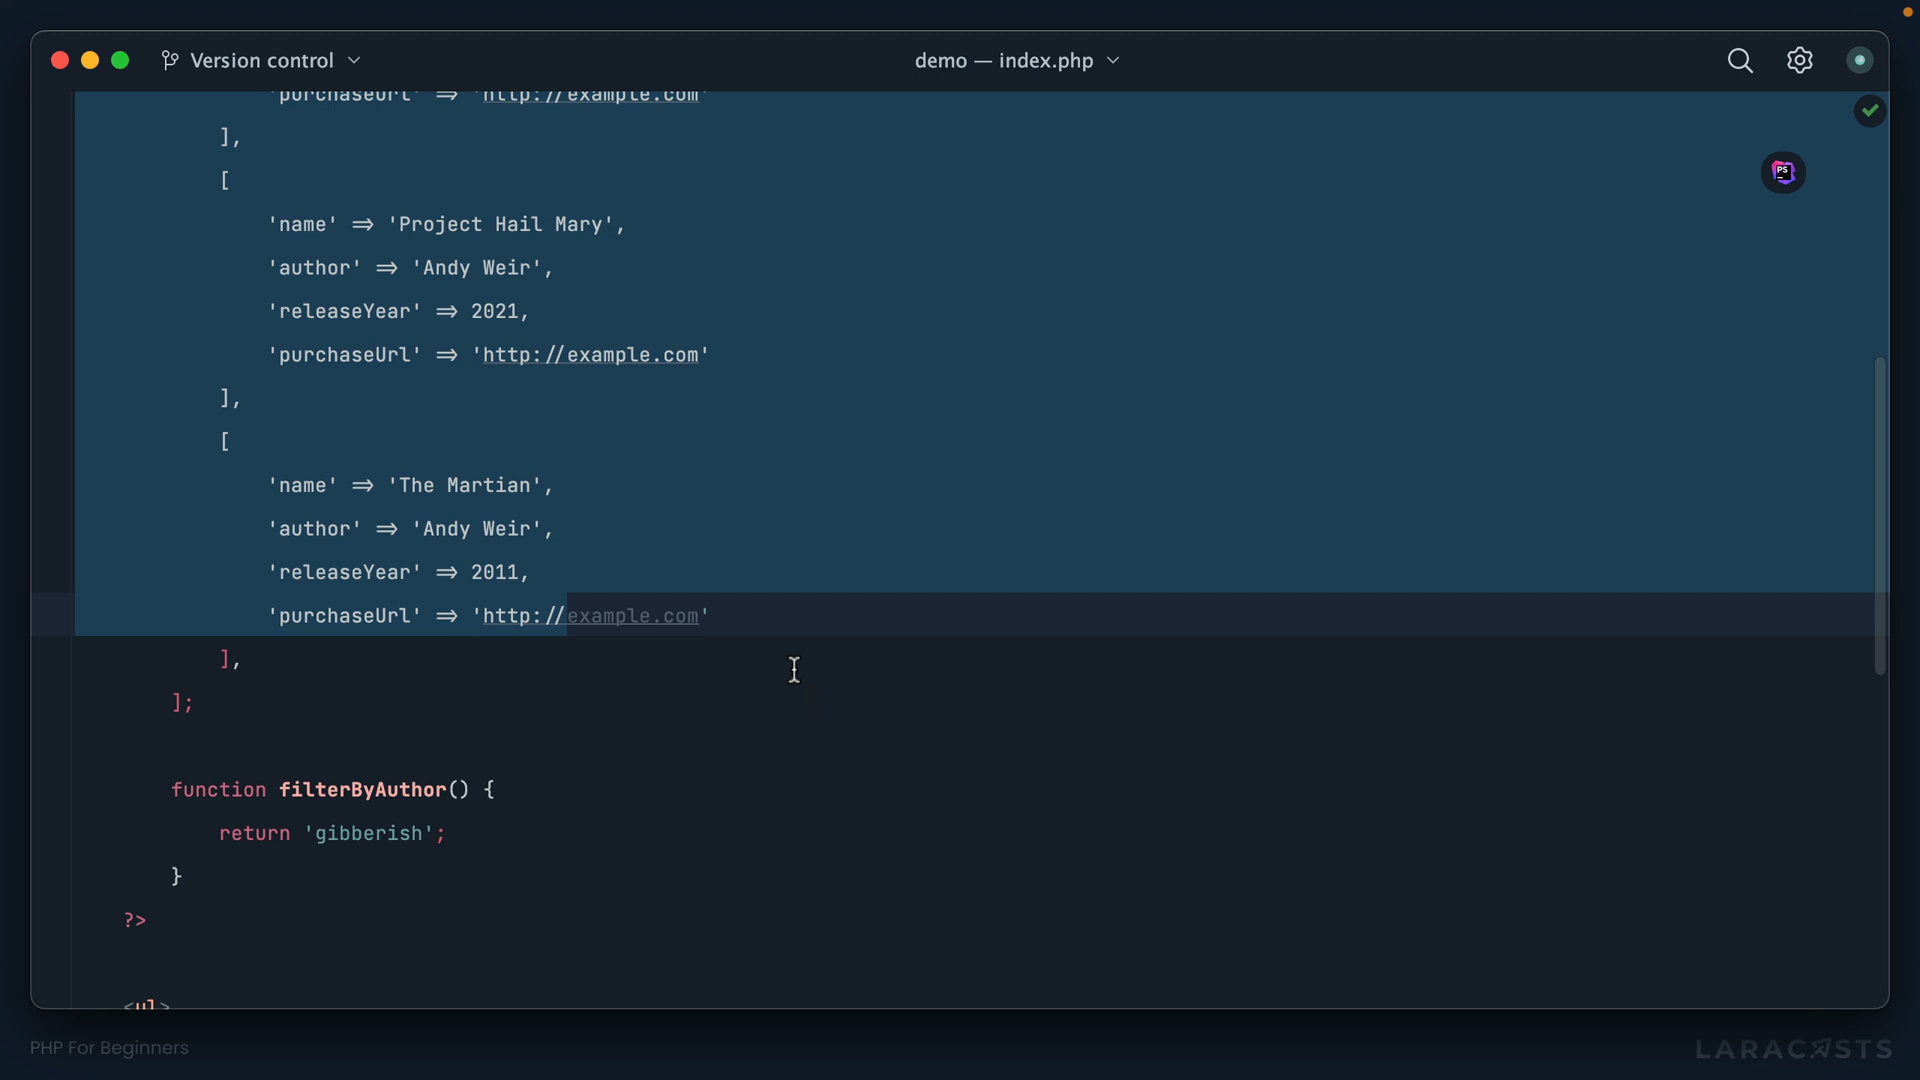 Version control
demo — index.php
'purchaseUrl' => 'http://example.com'
],
[
'name' => 'Project Hail Mary',
'author' => 'Andy Weir',
'releaseYear' => 2021,
'purchaseUrl' => 'http://example.com'
],
[
'name' => 'The Martian',
'author' => 'Andy Weir',
'releaseYear' => 2011,
'purchaseUrl' => 'http://example.com'
],
];
function filterByAuthor() {
return 'gibberish';
}
?>
<ul>
PS
PHP For Beginners
LARACASTS